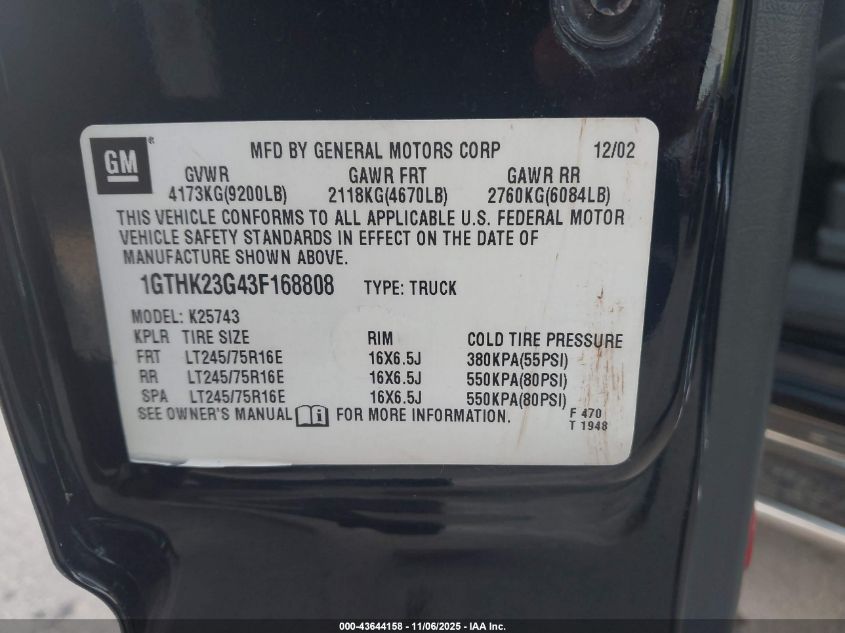 GM ®
MFD BY GENERAL MOTORS CORP 12/02
GVWR GAWR FRT GAWR RR
4173KG(9200LB) 2118KG(4670LB) 2760KG(6084LB)
THIS VEHICLE CONFORMS TO ALL APPLICABLE U.S. FEDERAL MOTOR
VEHICLE SAFETY STANDARDS IN EFFECT ON THE DATE OF
MANUFACTURE SHOWN ABOVE.
1GTHK23G43F168808 TYPE: TRUCK
MODEL: K25743
KPLR TIRE SIZE RIM COLD TIRE PRESSURE
FRT LT245/75R16E 16X6.5J 380KPA(55PSI)
RR LT245/75R16E 16X6.5J 550KPA(80PSI)
SPA LT245/75R16E 16X6.5J 550KPA(80PSI)
SEE OWNER'S MANUAL i FOR MORE INFORMATION.
F 470
T 1948
000-43644158 - 11/06/2025 - IAA Inc.